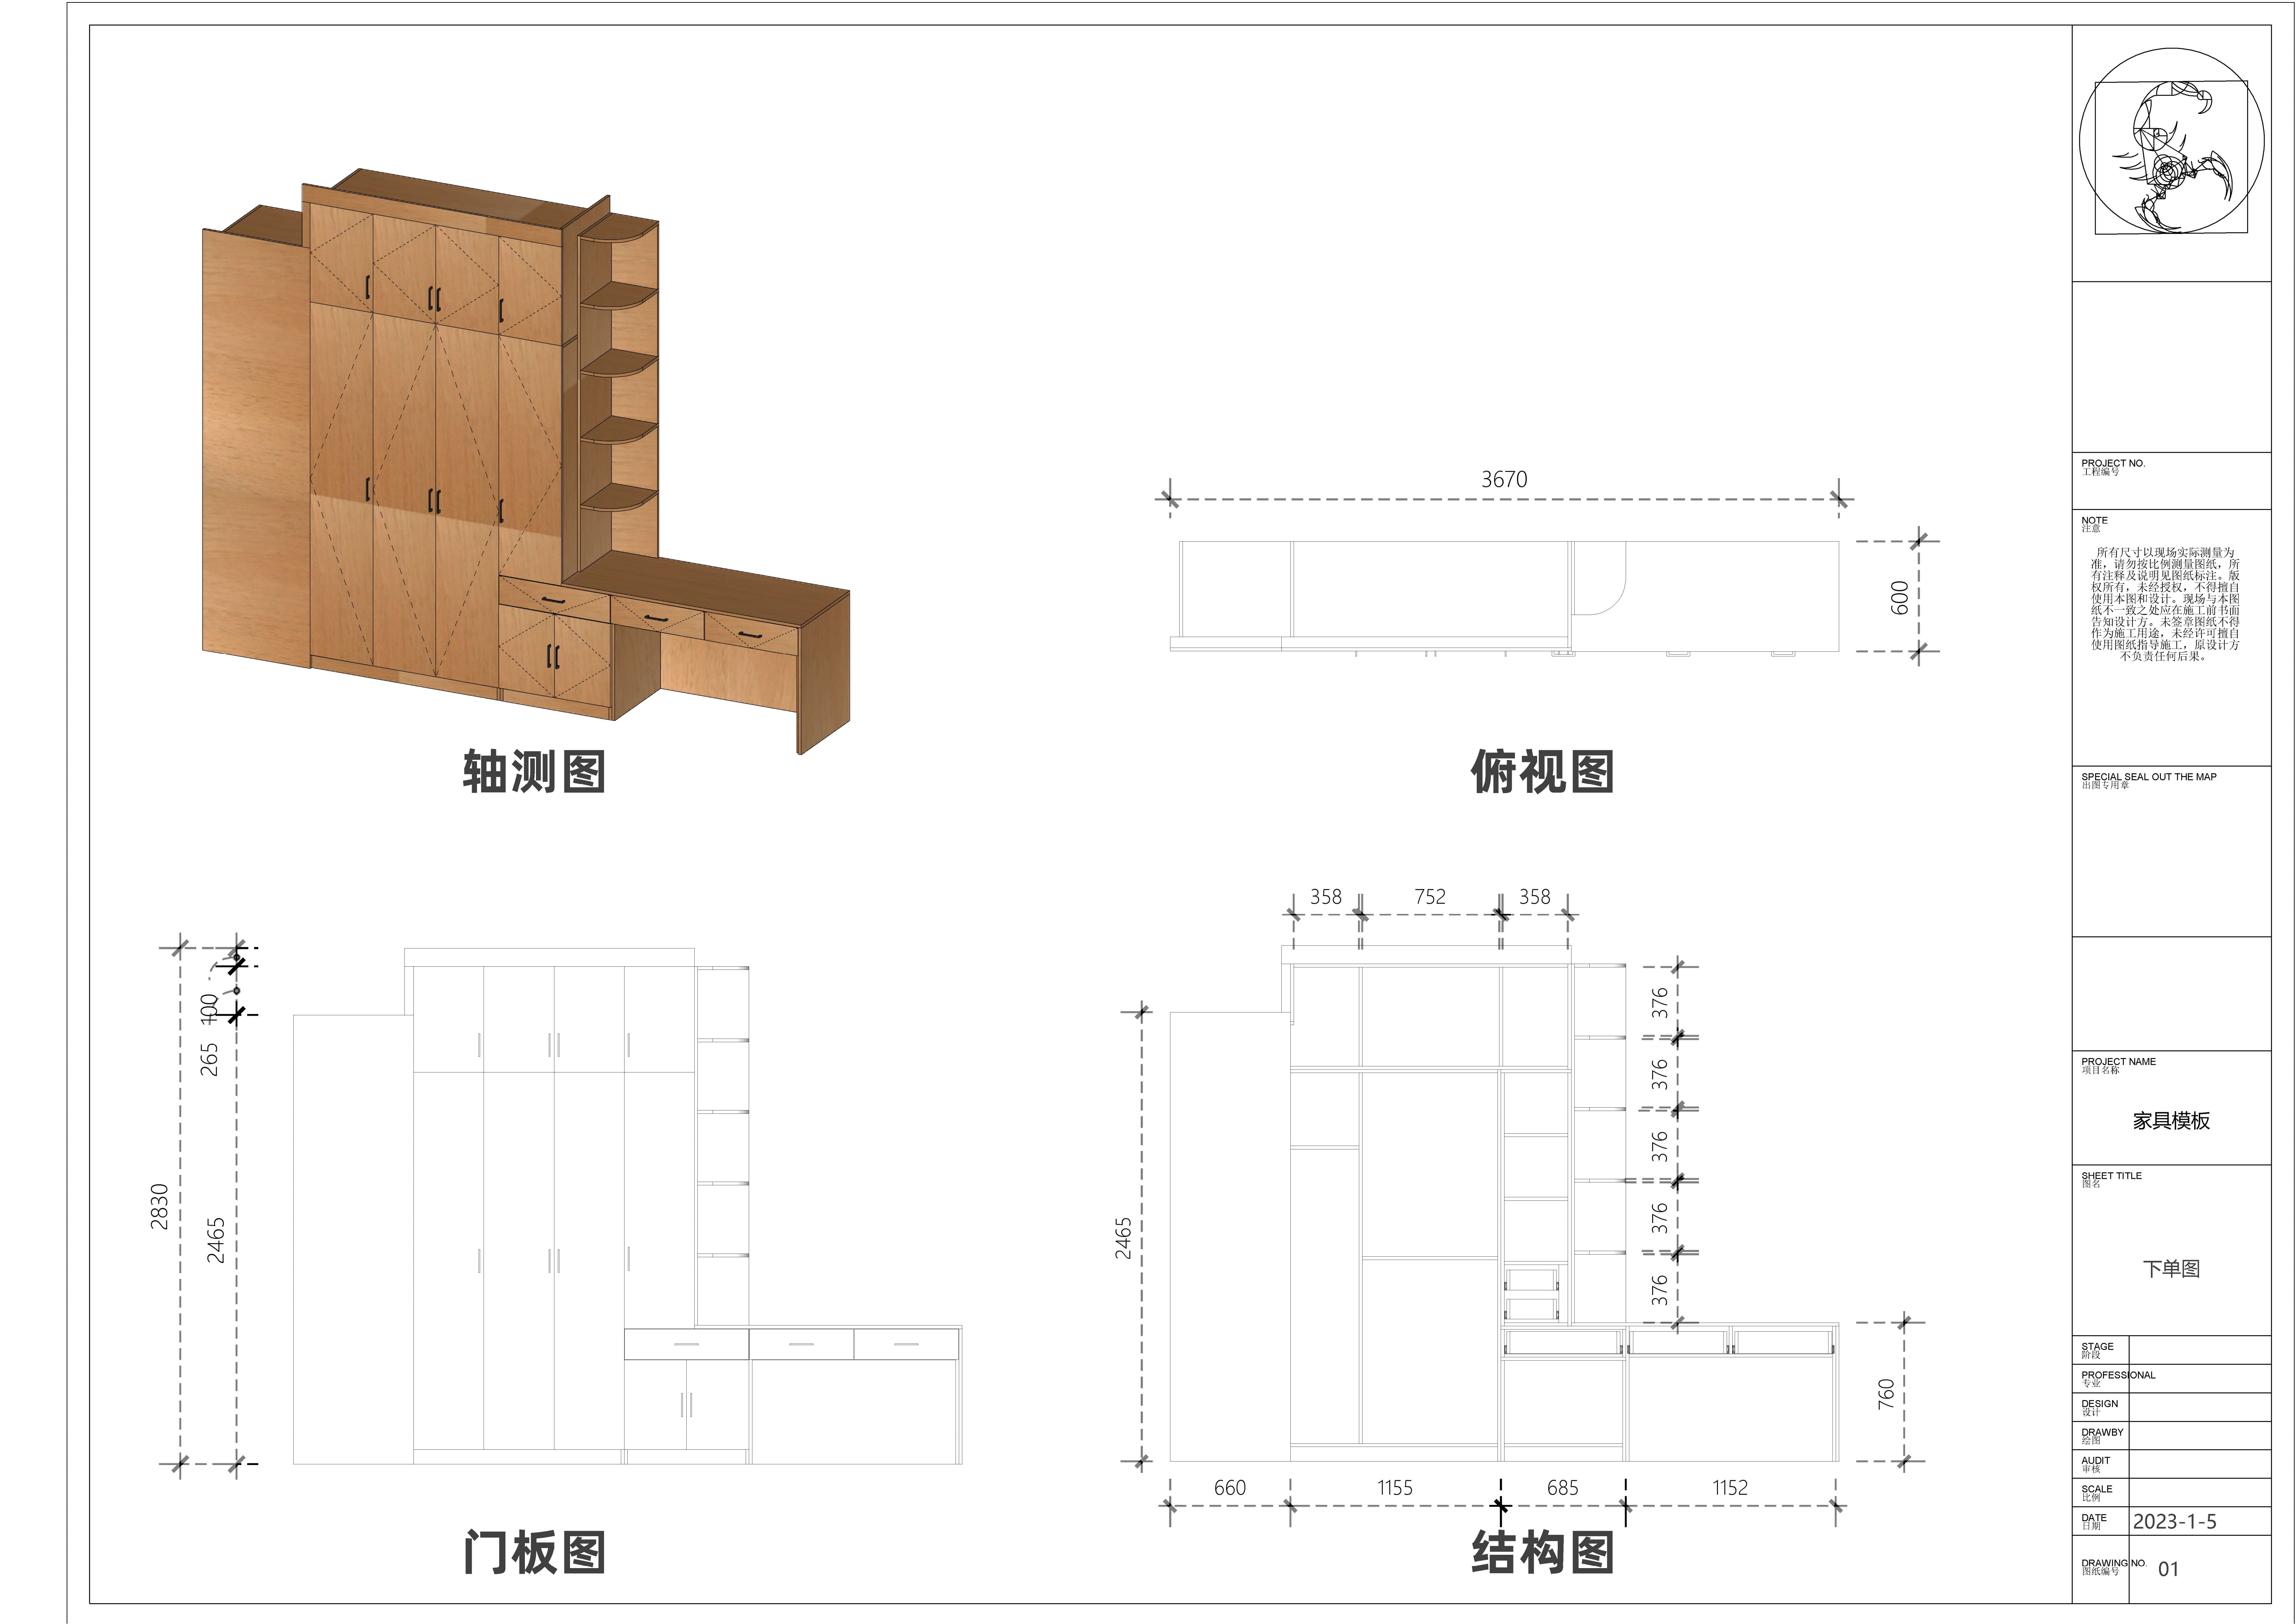 轴测图
3670
600
俯视图
2830
100
265
2465
门板图
358
752
358
376
376
376
376
376
2465
760
660
1155
685
1152
结构图
PROJECT NO.
工程编号
NOTE
注意
所有尺寸以现场实际测量为
准，请勿按比例测量图纸，所
有注释及说明见图纸标注。版
权所有，未经授权，不得擅自
使用本图和设计。现场与本图
纸不一致之处应在施工前书面
告知设计方。未签章图纸不得
作为施工用途，未经许可擅自
使用图纸指导施工，原设计方
不负责任何后果。
SPECIAL SEAL OUT THE MAP
出图专用章
PROJECT NAME
项目名称
家具模板
SHEET TITLE
图名
下单图
STAGE
阶段
PROFESSIONAL
专业
DESIGN
设计
DRAWBY
绘图
AUDIT
审核
SCALE
比例
DATE
日期
2023-1-5
DRAWING NO.
图纸编号
01